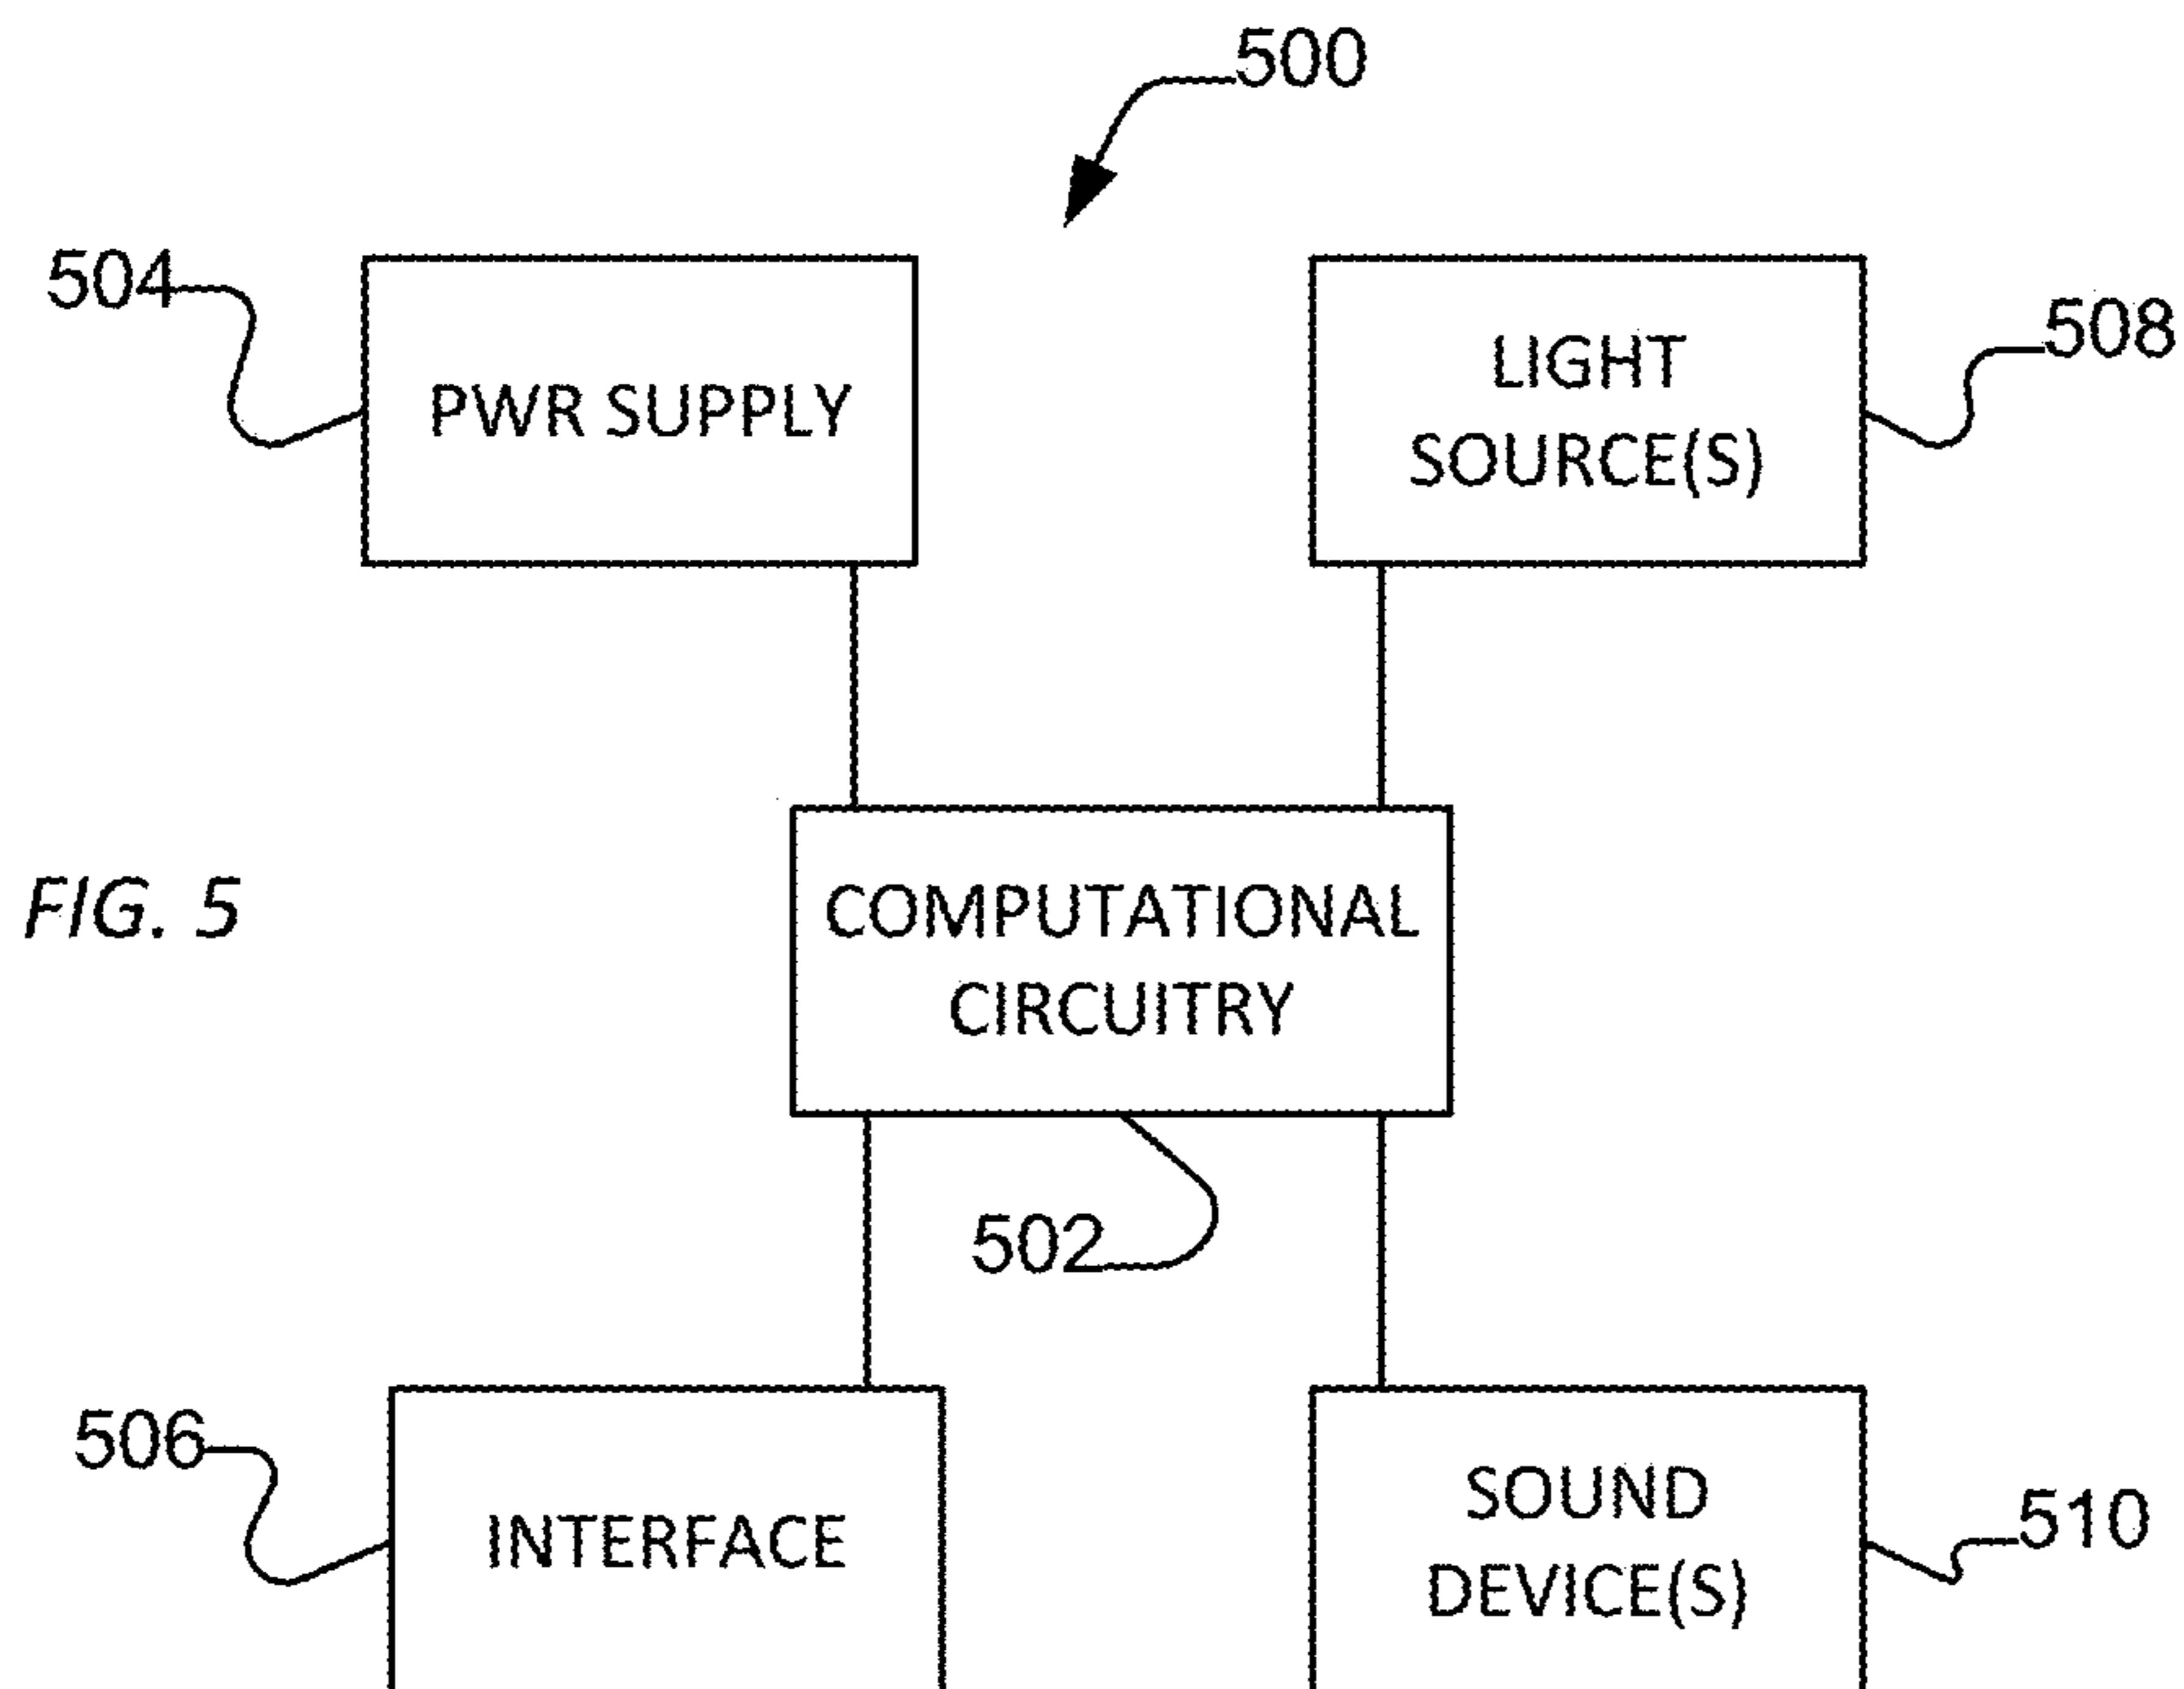 500
504
PWR SUPPLY
LIGHT
SOURCE(S)
508
FIG. 5
COMPUTATIONAL
CIRCUITRY
502
506
INTERFACE
SOUND
DEVICE(S)
510